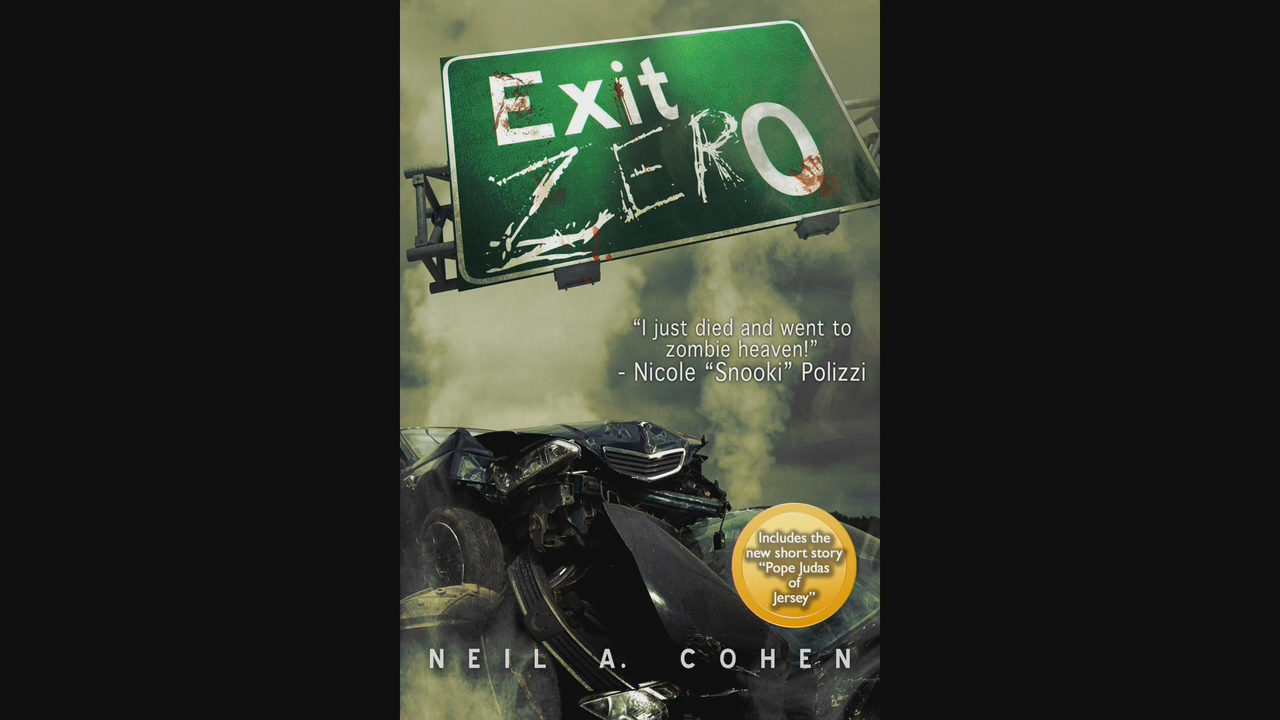 Exit
ZERO
“I just died and went to
zombie heaven!”
- Nicole “Snooki” Polizzi
Includes the
new short story
“Pope Judas
of
Jersey”
NEIL A. COHEN